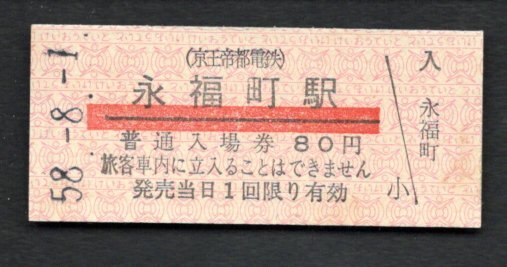 58.-8.-1.
(京王帝都電鉄)
永福町駅
普通入場券 80円
旅客車内に立入ることはできません
発売当日1回限り有効
入
永福町
小